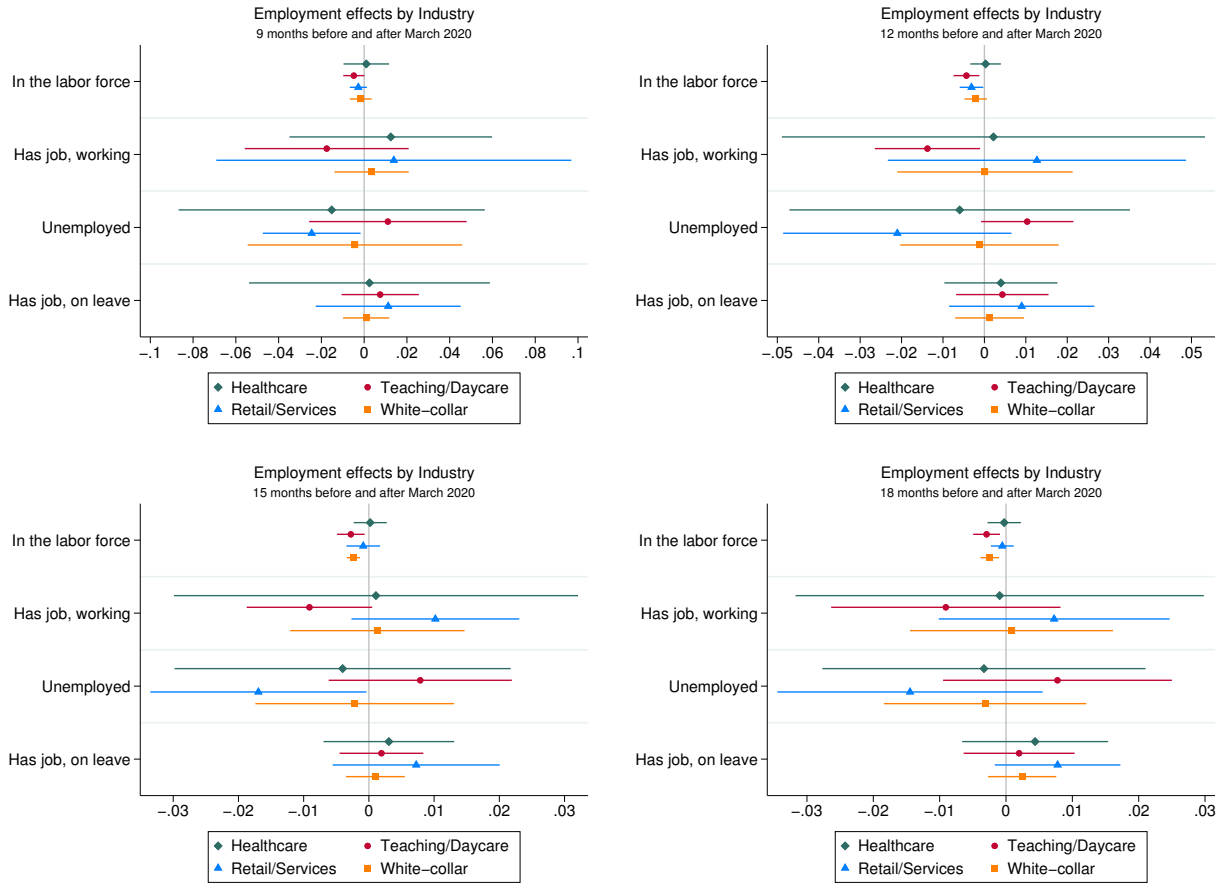 Employment effects by Industry
9 months before and after March 2020
In the labor force
Has job, working
Unemployed
Has job, on leave
−.1 −.08 −.06 −.04 −.02 0 .02 .04 .06 .08 .1
Healthcare Teaching/Daycare
Retail/Services White−collar
Employment effects by Industry
12 months before and after March 2020
In the labor force
Has job, working
Unemployed
Has job, on leave
−.05 −.04 −.03 −.02 −.01 0 .01 .02 .03 .04 .05
Healthcare Teaching/Daycare
Retail/Services White−collar
Employment effects by Industry
15 months before and after March 2020
In the labor force
Has job, working
Unemployed
Has job, on leave
−.03 −.02 −.01 0 .01 .02 .03
Healthcare Teaching/Daycare
Retail/Services White−collar
Employment effects by Industry
18 months before and after March 2020
In the labor force
Has job, working
Unemployed
Has job, on leave
−.03 −.02 −.01 0 .01 .02 .03
Healthcare Teaching/Daycare
Retail/Services White−collar